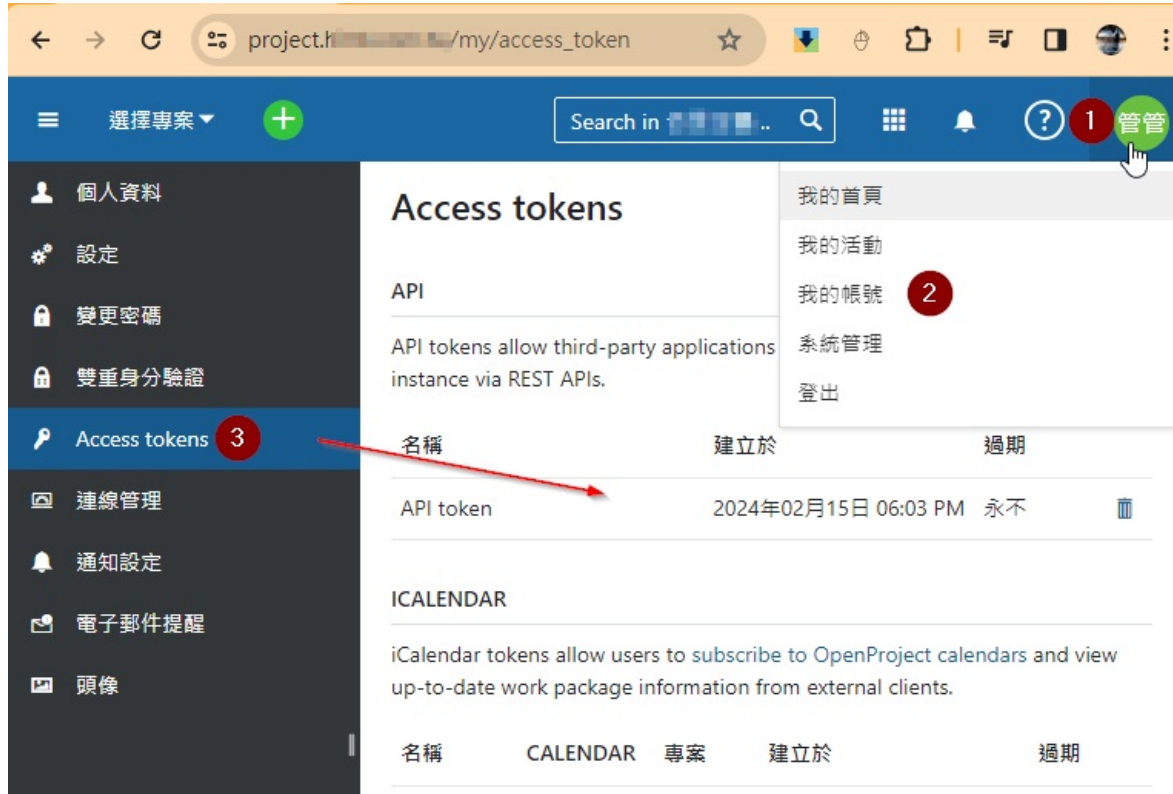 project.h /my/access_token
選擇專案
Search in ..
?
1
管管
個人資料
設定
變更密碼
雙重身分驗證
Access tokens 3
連線管理
通知設定
電子郵件提醒
頭像
我的首頁
我的活動
我的帳號 2
系統管理
登出
Access tokens
API
API tokens allow third-party applications
instance via REST APIs.
名稱 建立於 過期
API token 2024年02月15日 06:03 PM 永不
ICALENDAR
iCalendar tokens allow users to subscribe to OpenProject calendars and view
up-to-date work package information from external clients.
名稱 CALENDAR 專案 建立於 過期